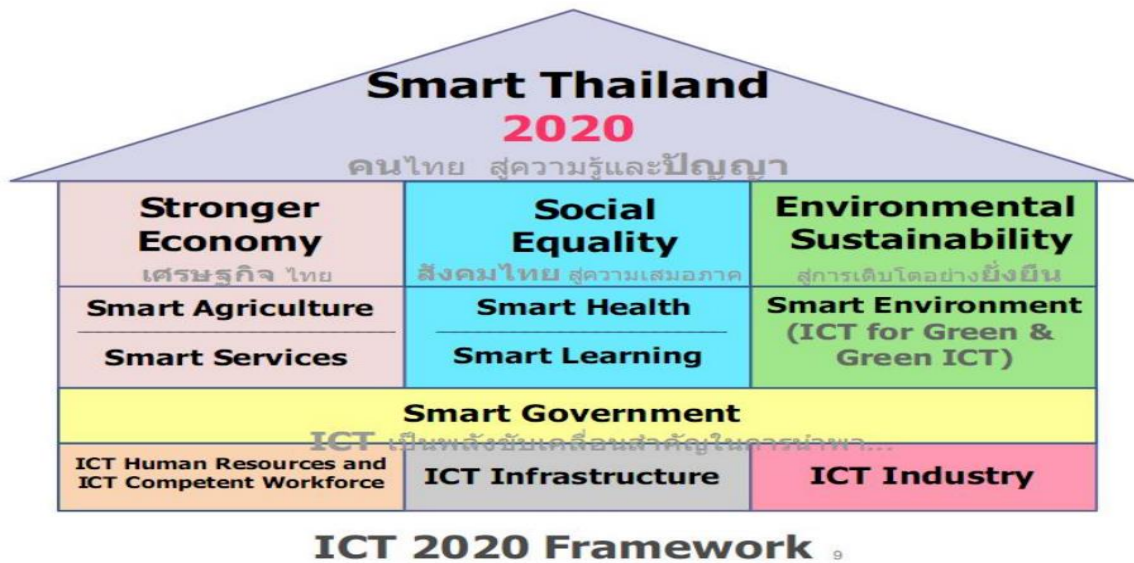 Smart Thailand
2020
คนไทย สู่ความรู้และปัญญา
Stronger
Economy
เศรษฐกิจ ไทย
Social
Equality
สังคมไทย สู่ความเสมอภาค
Environmental
Sustainability
สู่การเติบโตอย่างยั่งยืน
Smart Agriculture
Smart Services
Smart Health
Smart Learning
Smart Environment
(ICT for Green &
Green ICT)
Smart Government
ICT เป็นพลังขับเคลื่อนสำคัญในการนำพา...
ICT Human Resources and
ICT Competent Workforce
ICT Infrastructure
ICT Industry
ICT 2020 Framework
9